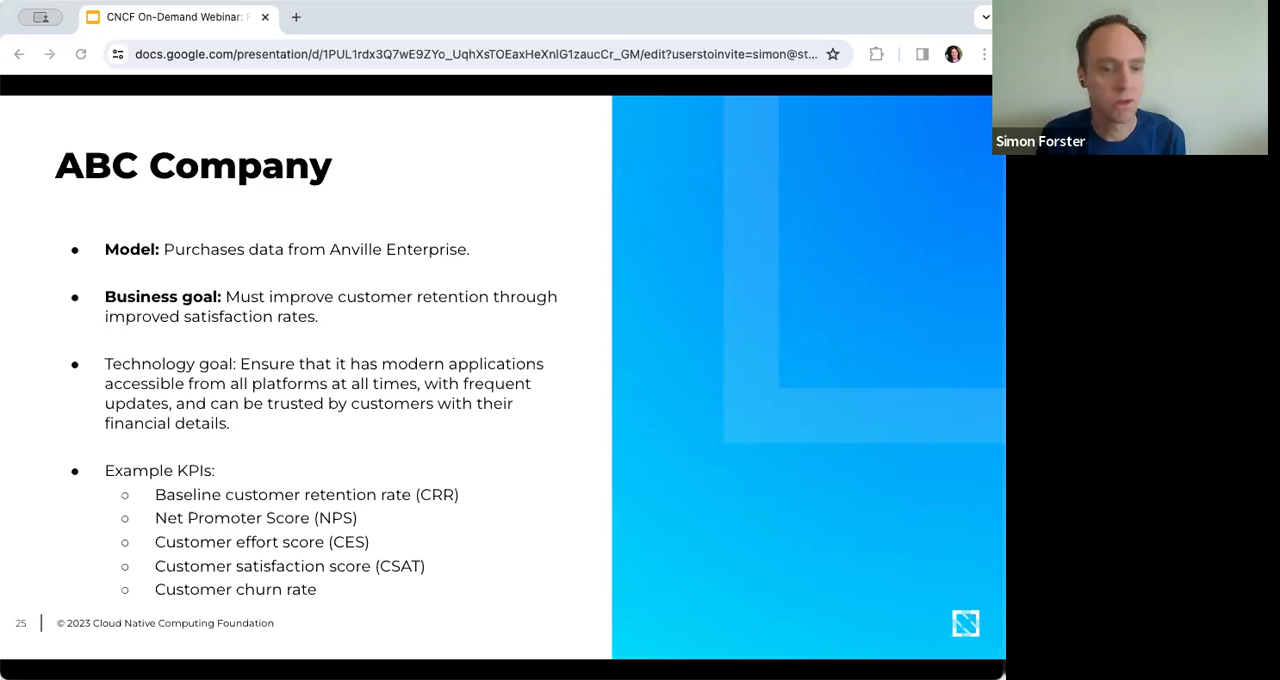 CNCF On-Demand Webinar:
docs.google.com/presentation/d/1PUL1rdx3Q7wE9ZYo_UqhXsTOEaxHeXnlG1zaucCr_GM/edit?userstoinvite=simon@st...
Simon Forster
ABC Company
● Model: Purchases data from Anville Enterprise.
● Business goal: Must improve customer retention through
improved satisfaction rates.
● Technology goal: Ensure that it has modern applications
accessible from all platforms at all times, with frequent
updates, and can be trusted by customers with their
financial details.
● Example KPIs:
○ Baseline customer retention rate (CRR)
○ Net Promoter Score (NPS)
○ Customer effort score (CES)
○ Customer satisfaction score (CSAT)
○ Customer churn rate
25 | © 2023 Cloud Native Computing Foundation